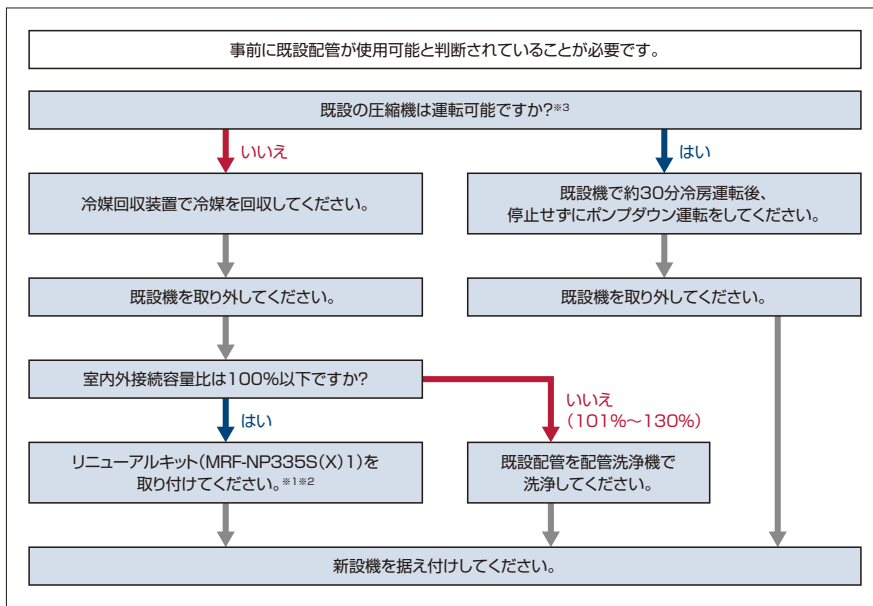 事前に既設配管が使用可能と判断されていることが必要です。
既設の圧縮機は運転可能ですか?※3
いいえ
はい
冷媒回収装置で冷媒を回収してください。
既設機で約30分冷房運転後、
停止せずにポンプダウン運転をしてください。
既設機を取り外してください。
既設機を取り外してください。
室内外接続容量比は100%以下ですか?
はい
いいえ
(101%～130%)
リニューアルキット(MRF-NP335S(X)1)を
取り付けてください。※1※2
既設配管を配管洗浄機で
洗浄してください。
新設機を据え付けしてください。